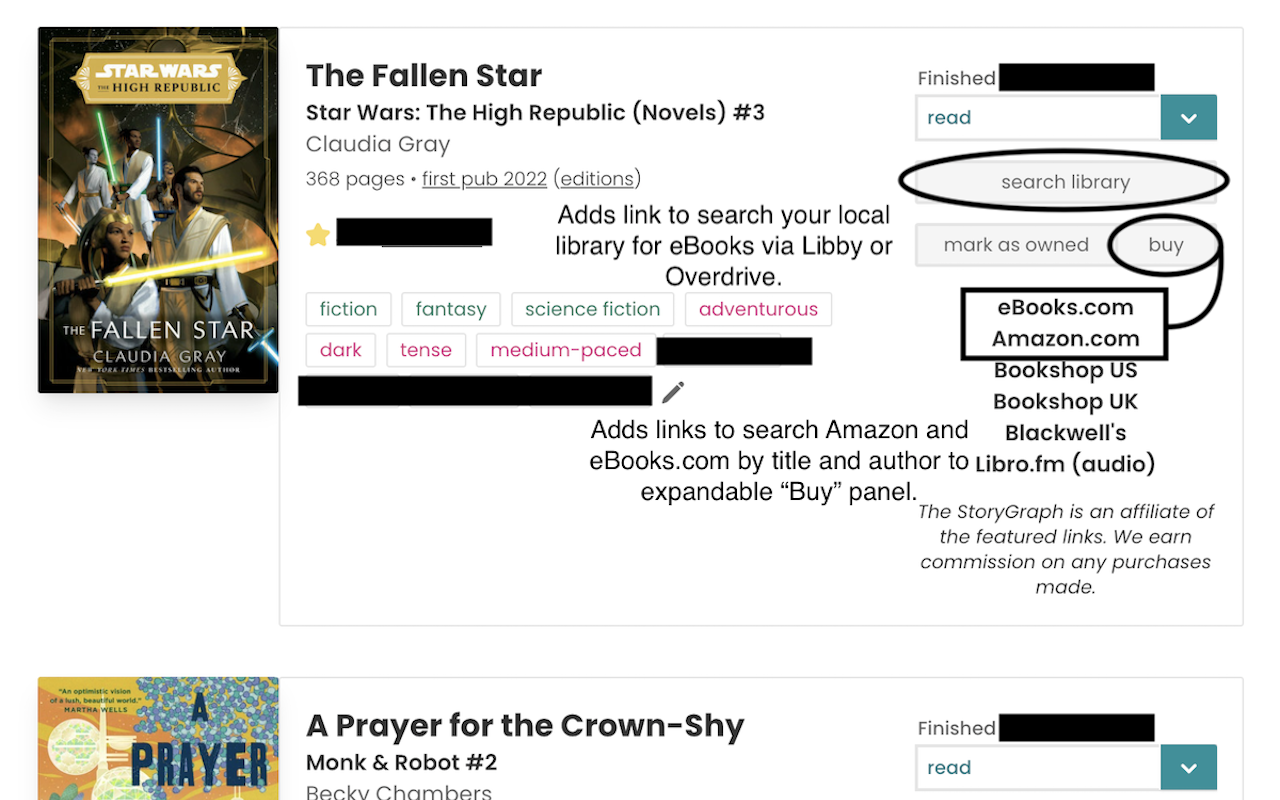 STAR WARS
THE HIGH REPUBLIC
THE FALLEN STAR
CLAUDIA GRAY
NEW YORK TIMES BESTSELLING AUTHOR
The Fallen Star
Star Wars: The High Republic (Novels) #3
Claudia Gray
368 pages • first pub 2022 (editions)
Adds link to search your local
library for eBooks via Libby or
Overdrive.
fiction fantasy science fiction adventurous
dark tense medium-paced
Adds links to search Amazon and
eBooks.com by title and author to
expandable “Buy” panel.
Finished
read
search library
mark as owned buy
eBooks.com
Amazon.com
Bookshop US
Bookshop UK
Blackwell's
Libro.fm (audio)
The StoryGraph is an affiliate of
the featured links. We earn
commission on any purchases
made.
"An optimistic vision
of a lush, beautiful world."
MARTHA WELLS
A
PRAYER
A Prayer for the Crown-Shy
Monk & Robot #2
Becky Chambers
Finished
read